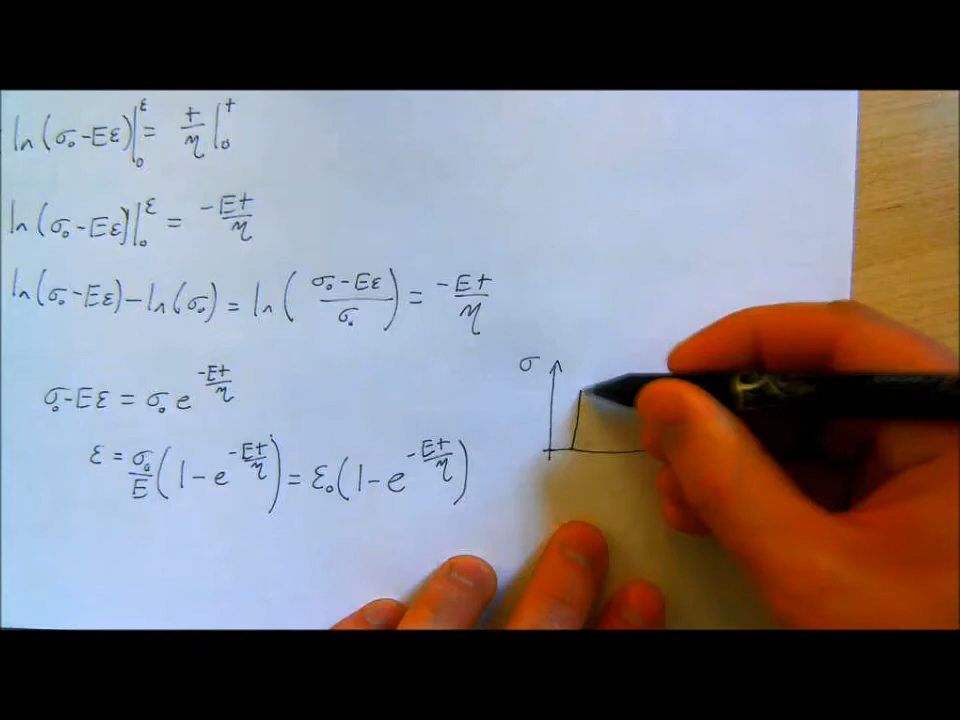 ln(σ₀-Eε)|₀^ε = t/η |₀^t
ln(σ₀-Eε)|₀^ε = -Et/η
ln(σ₀-Eε)-ln(σ₀) = ln((σ₀-Eε)/σ₀) = -Et/η
σ₀-Eε = σ₀e^(-Et/η)
ε = σ₀/E (1-e^(-Et/η)) = ε₀(1-e^(-Et/η))
σ